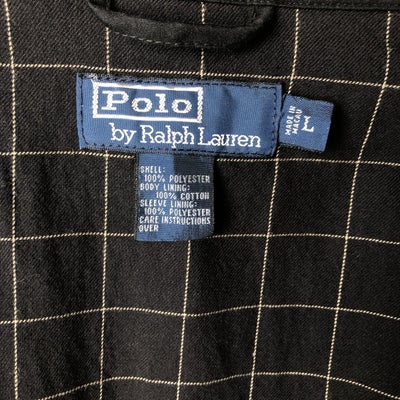 Polo
by Ralph Lauren
MADE IN
MACAU
L
SHELL:
100% POLYESTER
BODY LINING:
100% COTTON
SLEEVE LINING:
100% POLYESTER
CARE INSTRUCTIONS
OVER